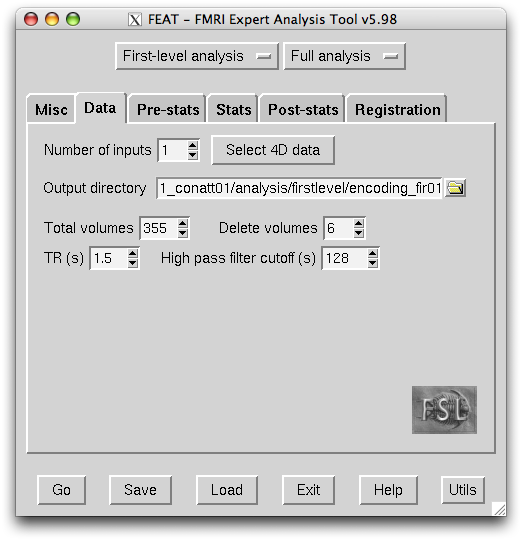 X FEAT - FMRI Expert Analysis Tool v5.98
First-level analysis Full analysis
Misc Data Pre-stats Stats Post-stats Registration
Number of inputs 1 Select 4D data
Output directory 1_conatt01/analysis/firstlevel/encoding_fir01
Total volumes 355 Delete volumes 6
TR (s) 1.5 High pass filter cutoff (s) 128
FSL
Go Save Load Exit Help Utils